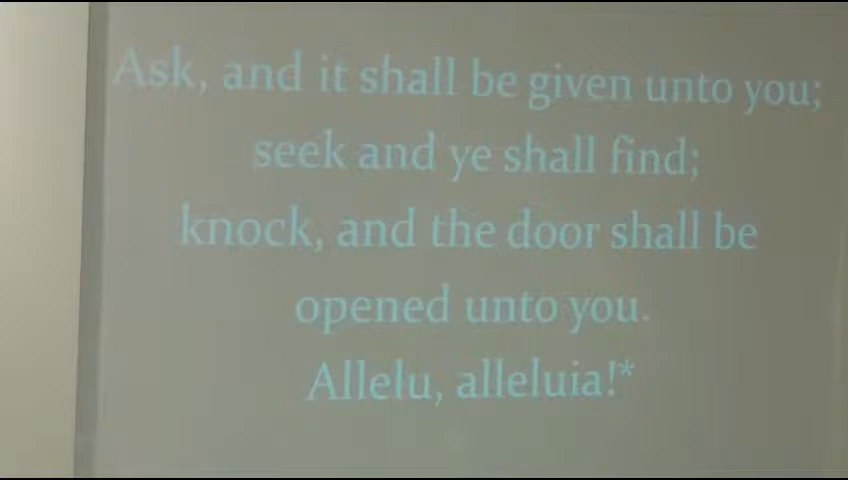 Ask, and it shall be given unto you;
seek and ye shall find;
knock, and the door shall be
opened unto you.
Allelu, alleluia!*